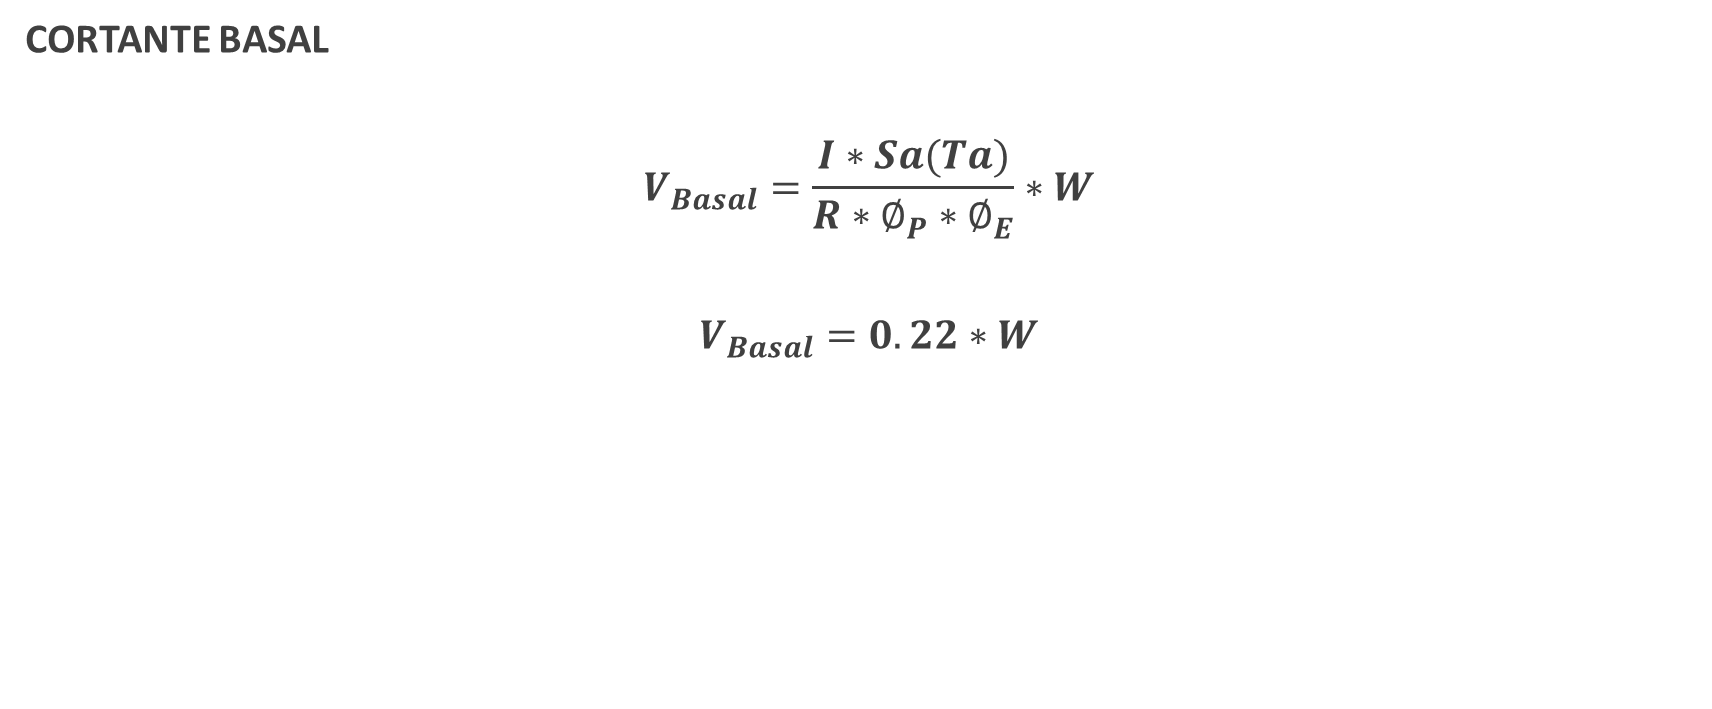 CORTANTE BASAL
V_Basal = (I * Sa(Ta)) / (R * ∅_P * ∅_E) * W
V_Basal = 0.22 * W